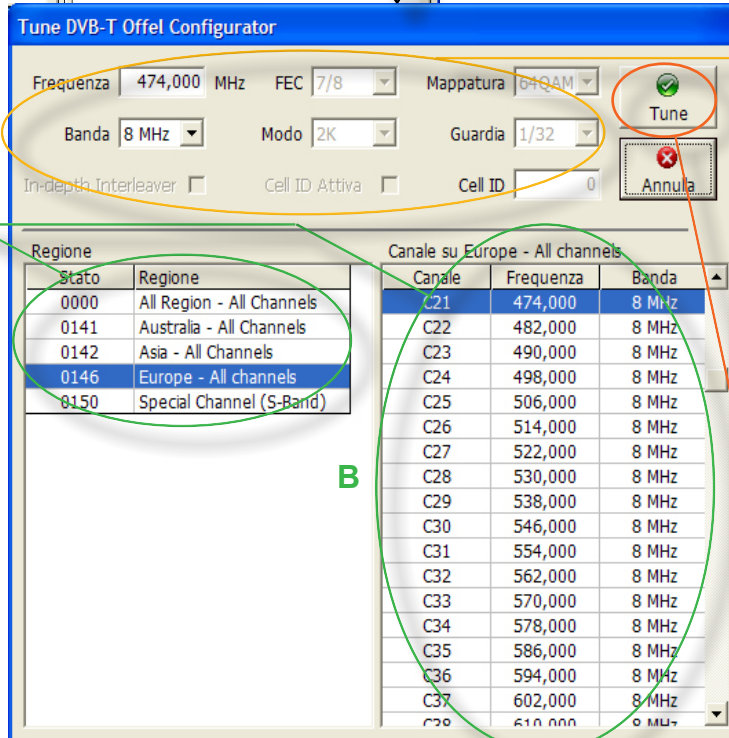 Tune DVB-T Offel Configurator
Frequenza 474,000 MHz FEC 7/8 Mappatura 64QAM Tune
Banda 8 MHz Modo 2K Guardia 1/32
In-depth Interleaver Cell ID Attiva Cell ID 0 Annulla
Regione Canale su Europe - All channels
Stato Regione Canale Frequenza Banda
0000 All Region - All Channels C21 474,000 8 MHz
0141 Australia - All Channels C22 482,000 8 MHz
0142 Asia - All Channels C23 490,000 8 MHz
0146 Europe - All channels C24 498,000 8 MHz
0150 Special Channel (S-Band) C25 506,000 8 MHz
C26 514,000 8 MHz
C27 522,000 8 MHz
B C28 530,000 8 MHz
C29 538,000 8 MHz
C30 546,000 8 MHz
C31 554,000 8 MHz
C32 562,000 8 MHz
C33 570,000 8 MHz
C34 578,000 8 MHz
C35 586,000 8 MHz
C36 594,000 8 MHz
C37 602,000 8 MHz
C38 610,000 8 MHz